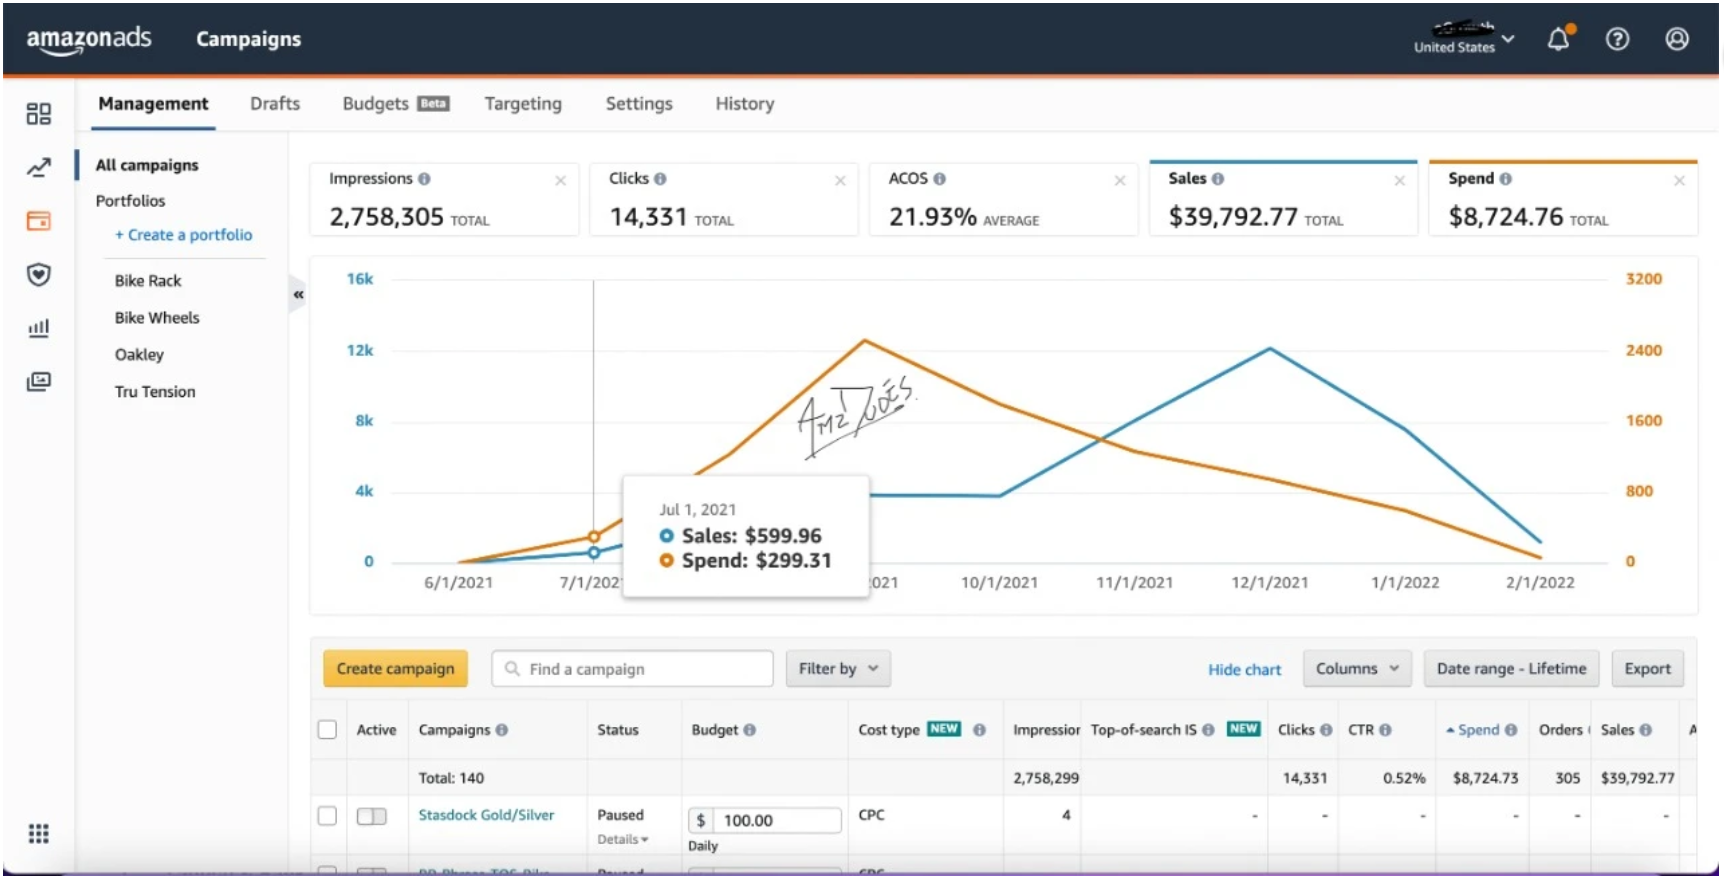 amazonads
Campaigns
United States
Management
Drafts
Budgets Beta
Targeting
Settings
History
All campaigns
Portfolios
+ Create a portfolio
Bike Rack
Bike Wheels
Oakley
Tru Tension
«
Impressions
2,758,305 TOTAL
Clicks
14,331 TOTAL
ACOS
21.93% AVERAGE
Sales
$39,792.77 TOTAL
Spend
$8,724.76 TOTAL
16k
12k
8k
4k
0
3200
2400
1600
800
0
Jul 1, 2021
Sales: $599.96
Spend: $299.31
6/1/2021
7/1/202
021
10/1/2021
11/1/2021
12/1/2021
1/1/2022
2/1/2022
Create campaign
Find a campaign
Filter by
Hide chart
Columns
Date range - Lifetime
Export
Active Campaigns Status Budget Cost type NEW Impression Top-of-search IS NEW Clicks CTR Spend Orders Sales A
Total: 140 2,758,299 14,331 0.52% $8,724.73 305 $39,792.77
Stasdock Gold/Silver Paused $ 100.00 CPC 4 - - - - - -
Details Daily